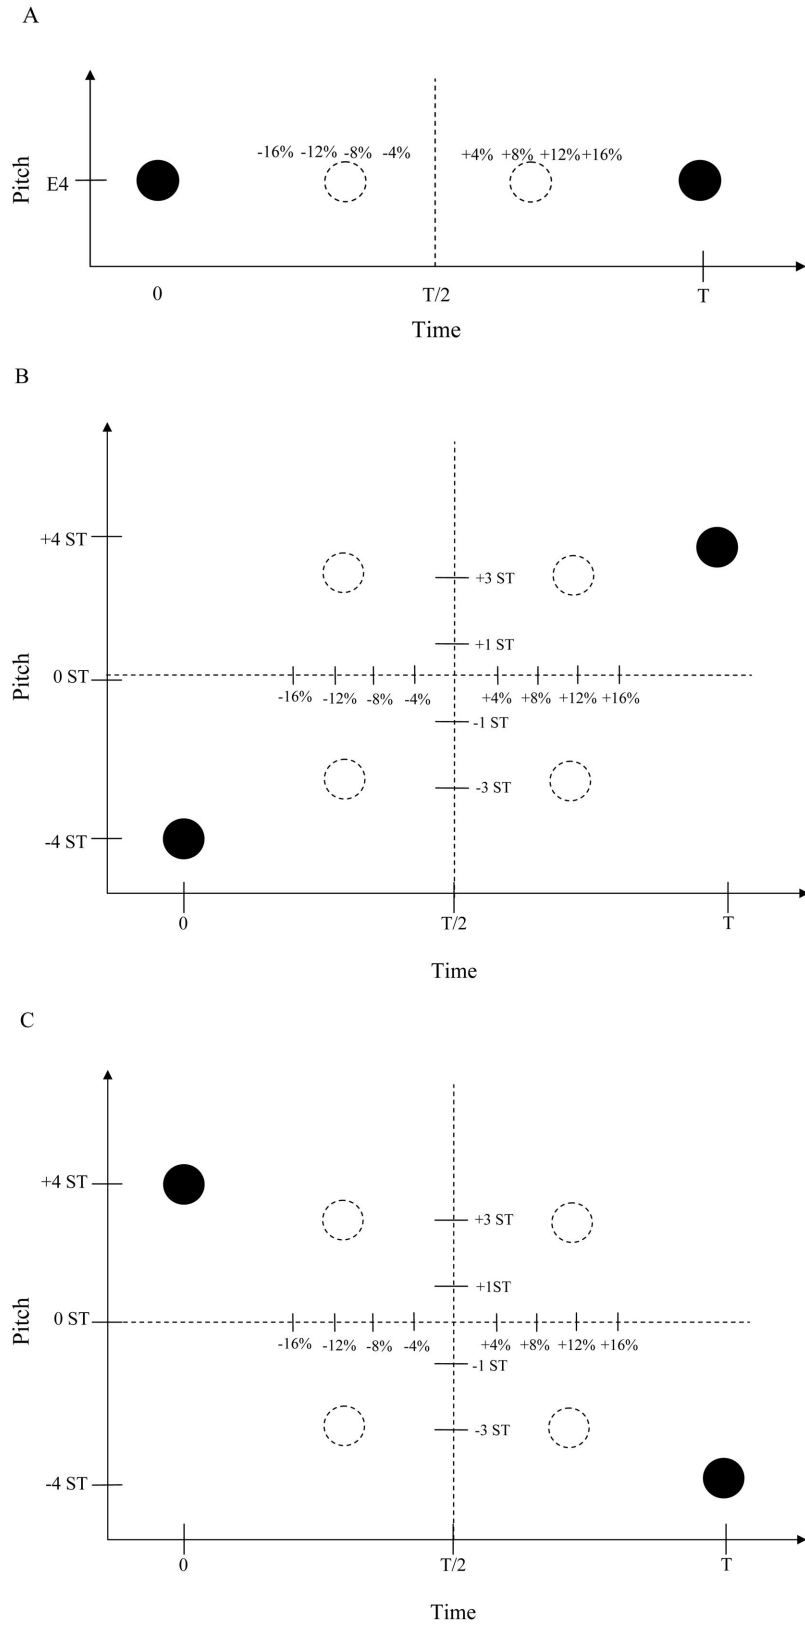 A
-16% -12% -8% -4% +4% +8% +12% +16%
Pitch
E4
0 T/2 T
Time
B
+4 ST
+3 ST
+1 ST
Pitch
0 ST
-16% -12% -8% -4% +4% +8% +12% +16%
-1 ST
-3 ST
-4 ST
0 T/2 T
Time
C
+4 ST
+3 ST
+1ST
Pitch
0 ST
-16% -12% -8% -4% +4% +8% +12% +16%
-1 ST
-3 ST
-4 ST
0 T/2 T
Time